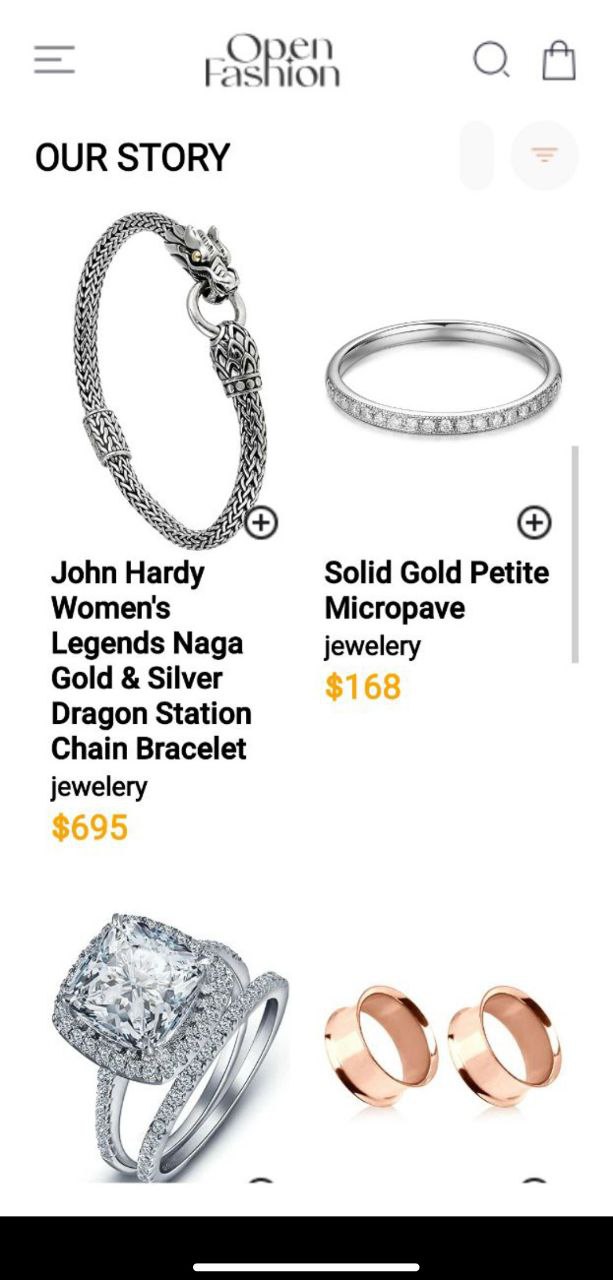 Open
Fashion
OUR STORY
John Hardy
Women's
Legends Naga
Gold & Silver
Dragon Station
Chain Bracelet
jewelery
$695
Solid Gold Petite
Micropave
jewelery
$168